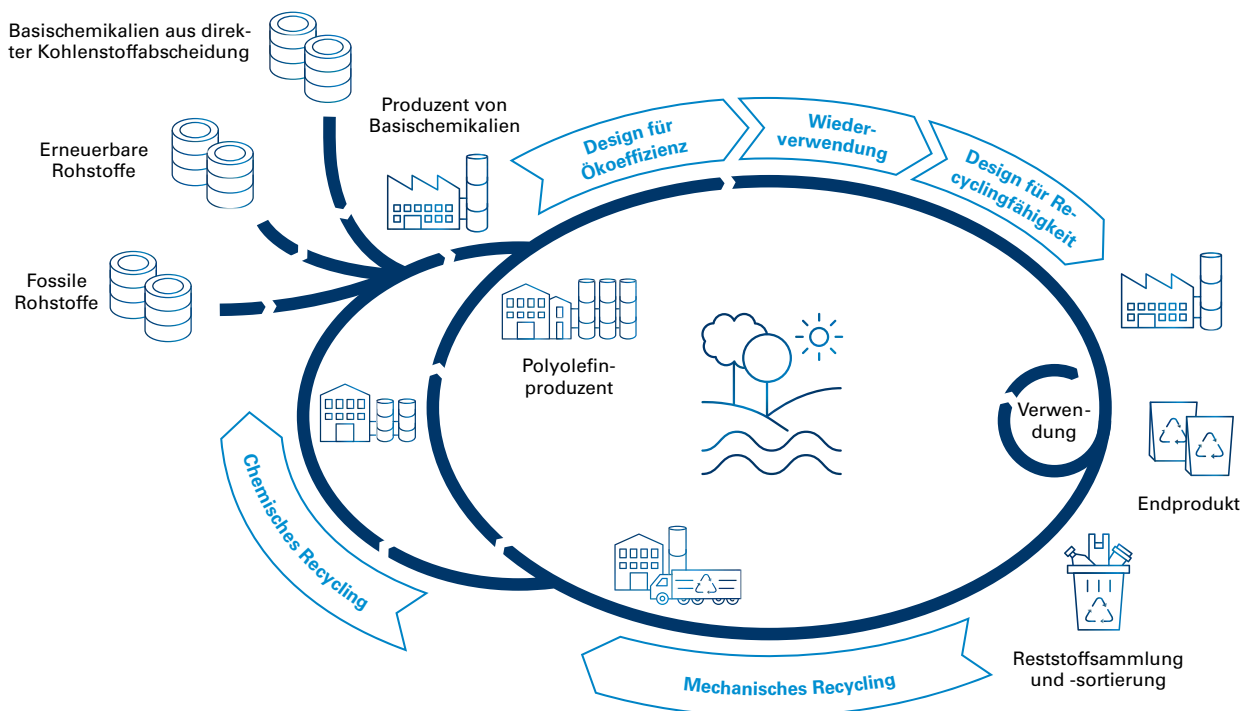 Basischemikalien aus direk-
ter Kohlenstoffabscheidung
Erneuerbare
Rohstoffe
Fossile
Rohstoffe
Produzent von
Basischemikalien
Design für
Ökoeffizienz
Wieder-
verwendung
Design für Re-
cyclingfähigkeit
Polyolefin-
produzent
Verwen-
dung
Endprodukt
Reststoffsammlung
und -sortierung
Mechanisches Recycling
Chemisches Recycling